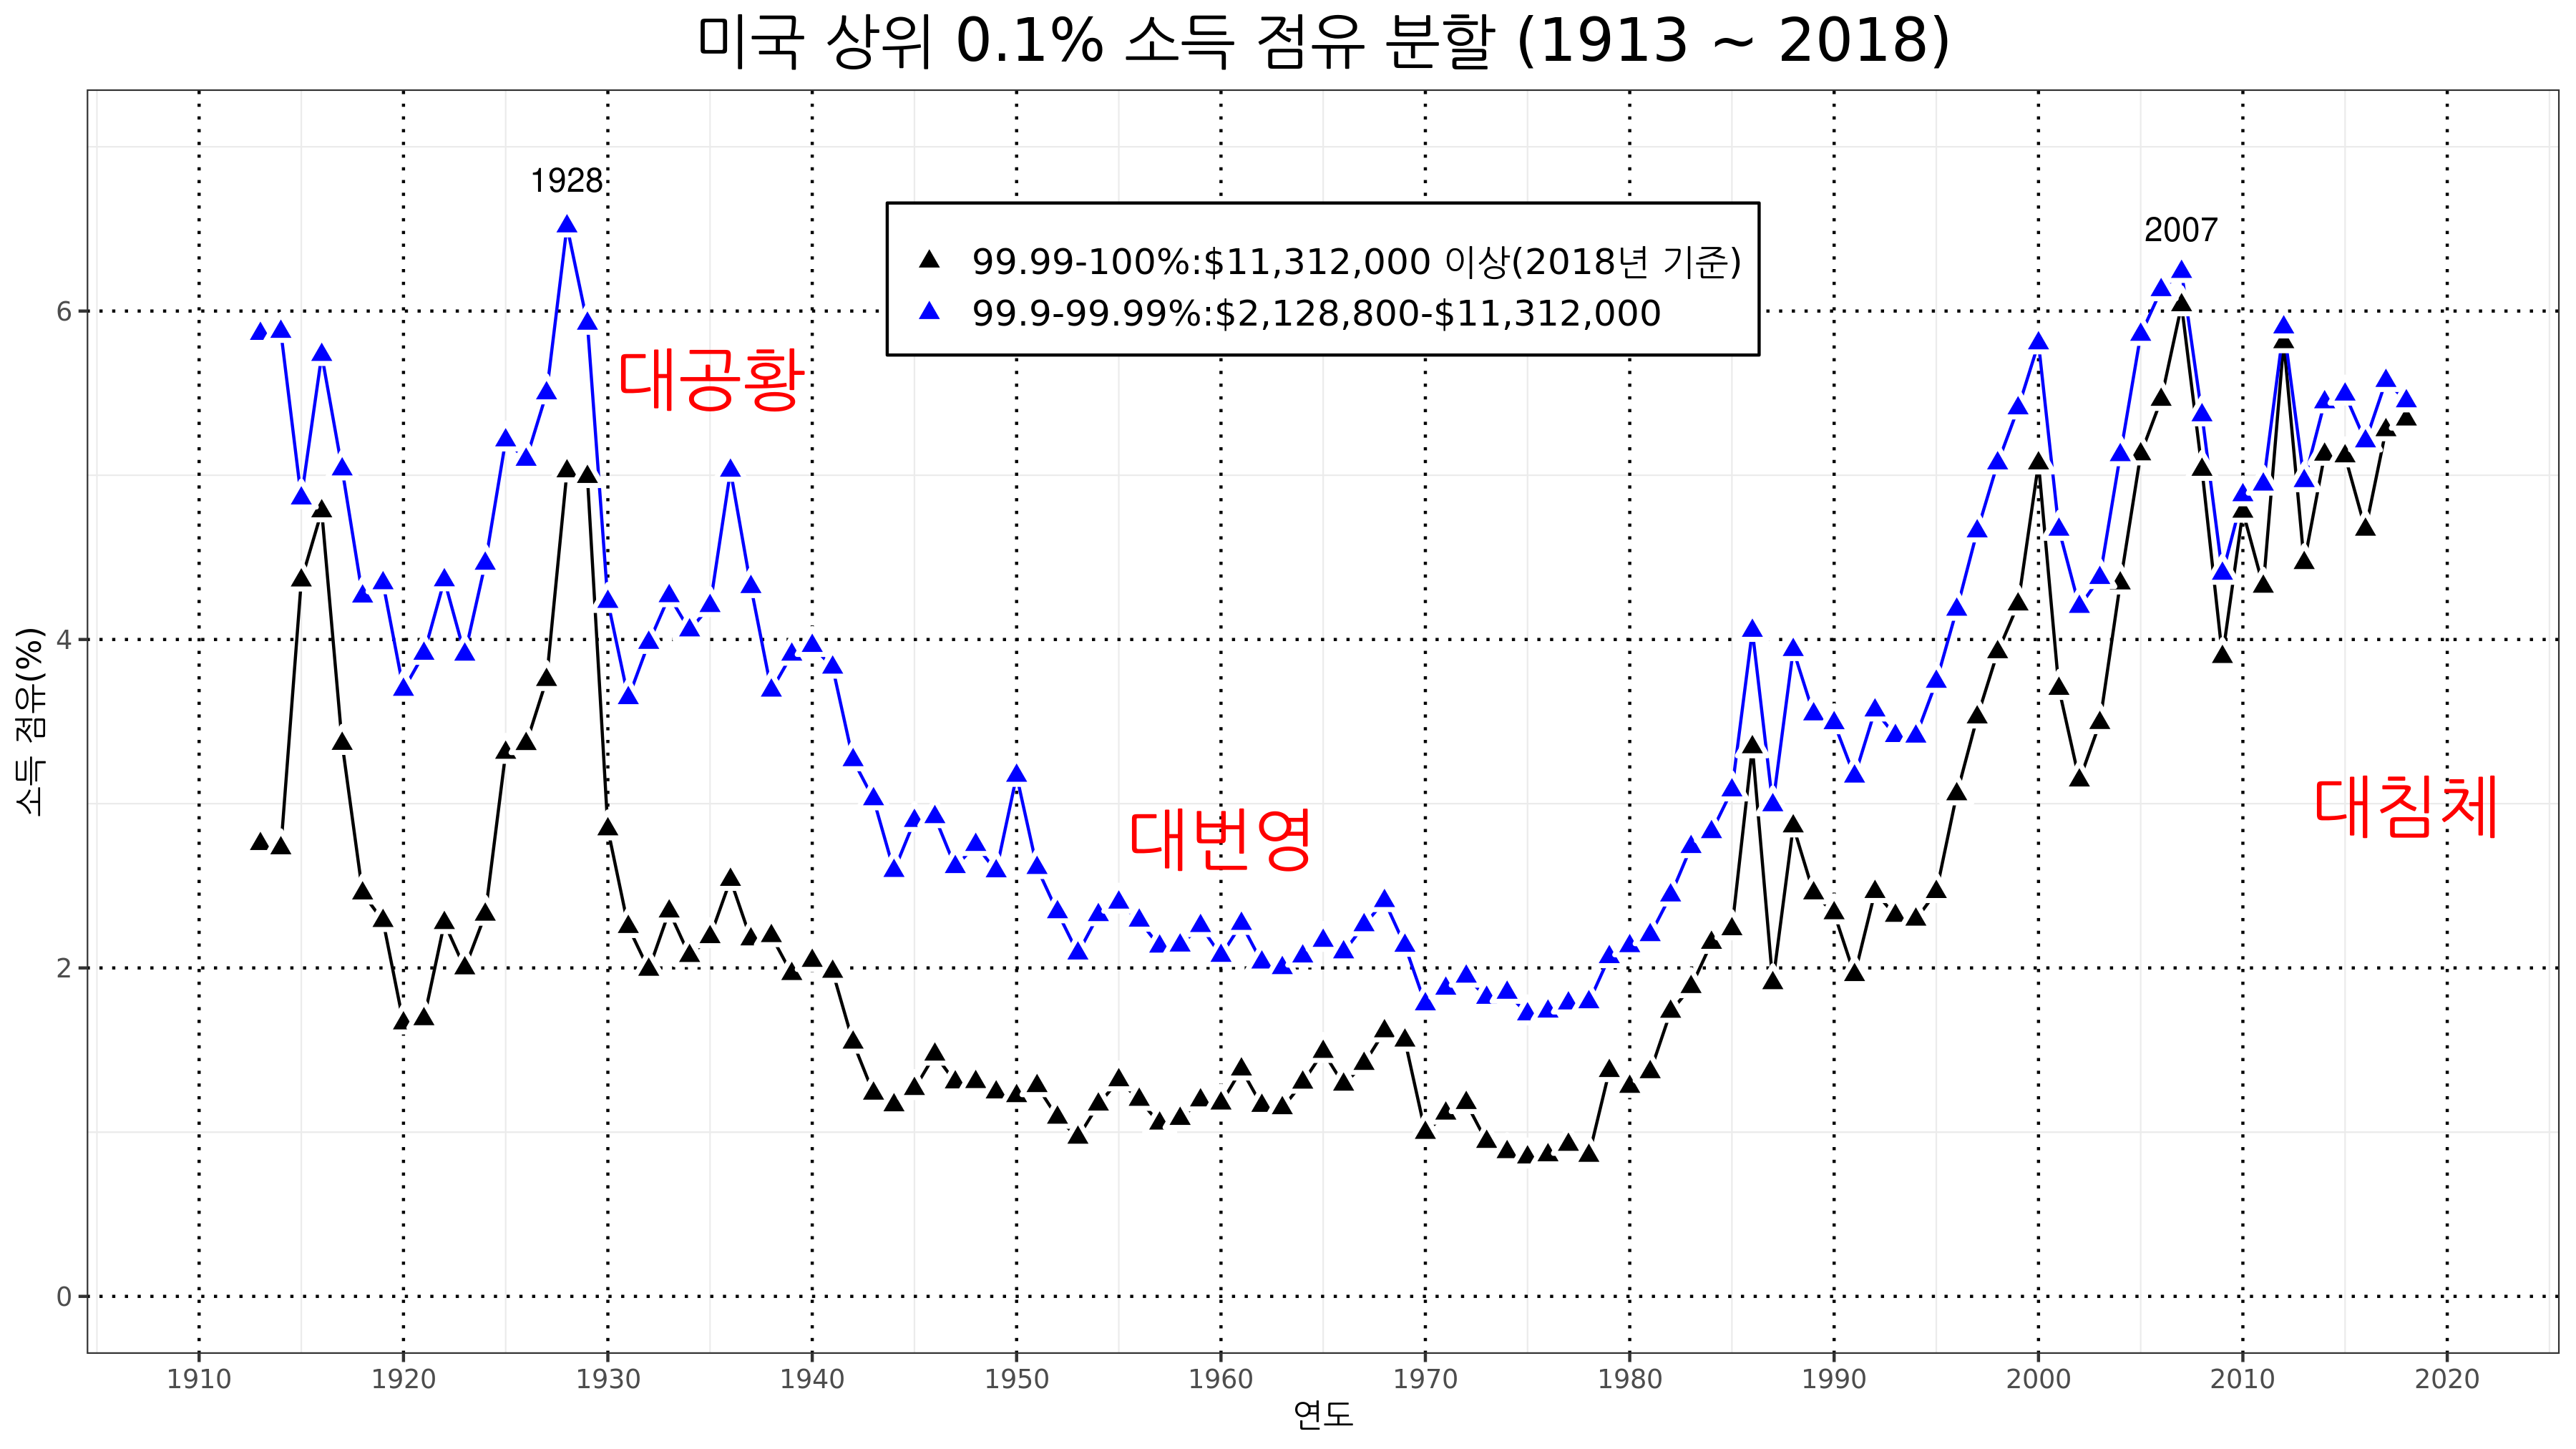 미국 상위 0.1% 소득 점유 분할 (1913 ~ 2018)
1928
2007
99.99-100%:$11,312,000 이상(2018년 기준)
99.9-99.99%:$2,128,800-$11,312,000
대공황
대번영
대침체
소득 점유(%)
6
4
2
0
1910 1920 1930 1940 1950 1960 1970 1980 1990 2000 2010 2020
연도